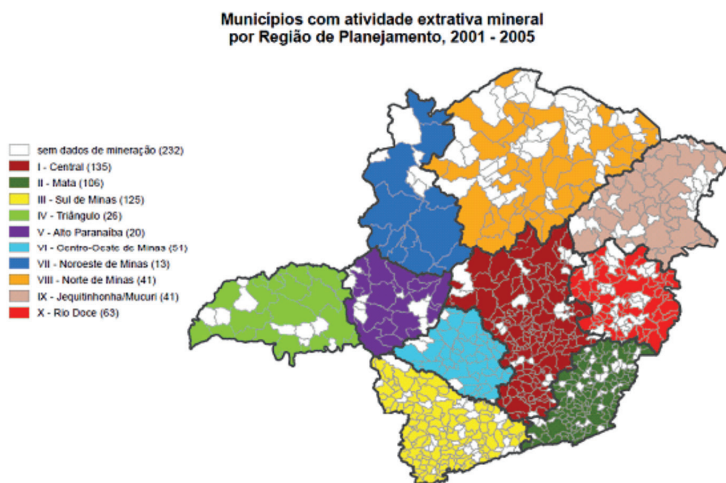 Municípios com atividade extrativa mineral
por Região de Planejamento, 2001 - 2005
sem dados de mineração (232)
I - Central (135)
II - Mata (106)
III - Sul de Minas (125)
IV - Triângulo (26)
V - Alto Paranaíba (20)
VI - Centro-Oeste de Minas (51)
VII - Noroeste de Minas (13)
VIII - Norte de Minas (41)
IX - Jequitinhonha/Mucuri (41)
X - Rio Doce (63)